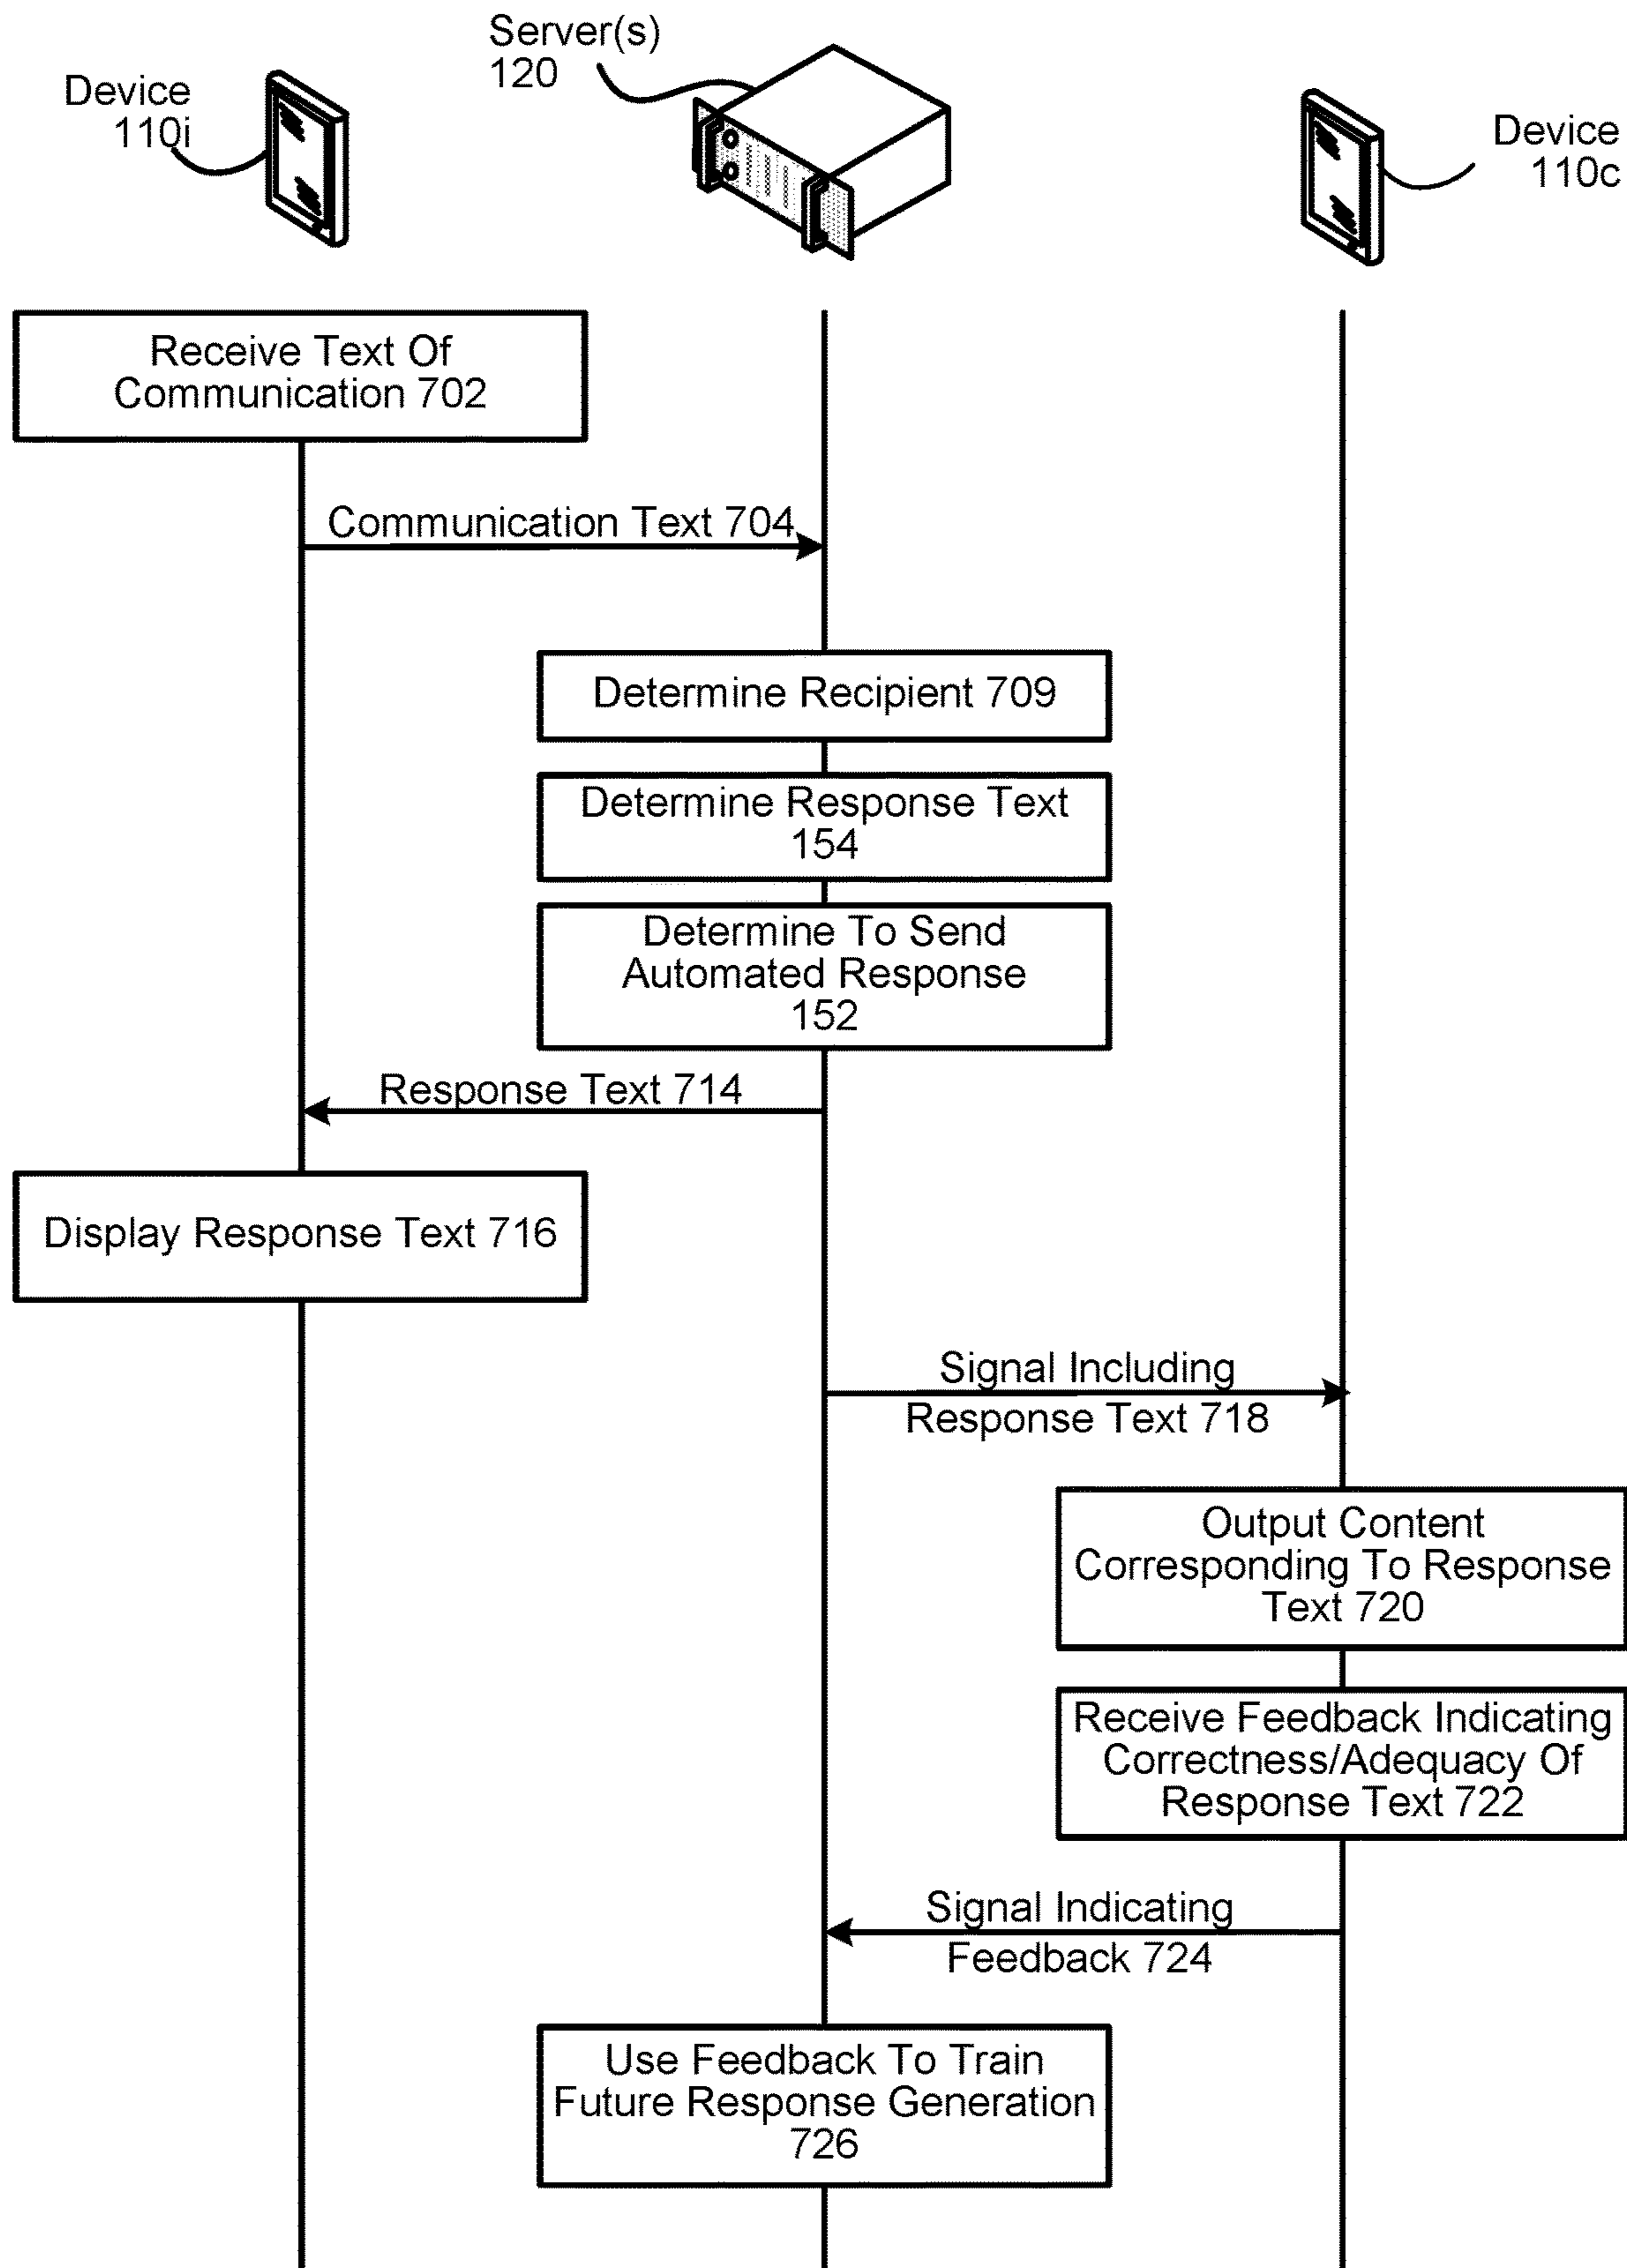 Server(s)
120
Device
110i
Device
110c
Receive Text Of
Communication 702
Communication Text 704
Determine Recipient 709
Determine Response Text
154
Determine To Send
Automated Response
152
Response Text 714
Display Response Text 716
Signal Including
Response Text 718
Output Content
Corresponding To Response
Text 720
Receive Feedback Indicating
Correctness/Adequacy Of
Response Text 722
Signal Indicating
Feedback 724
Use Feedback To Train
Future Response Generation
726